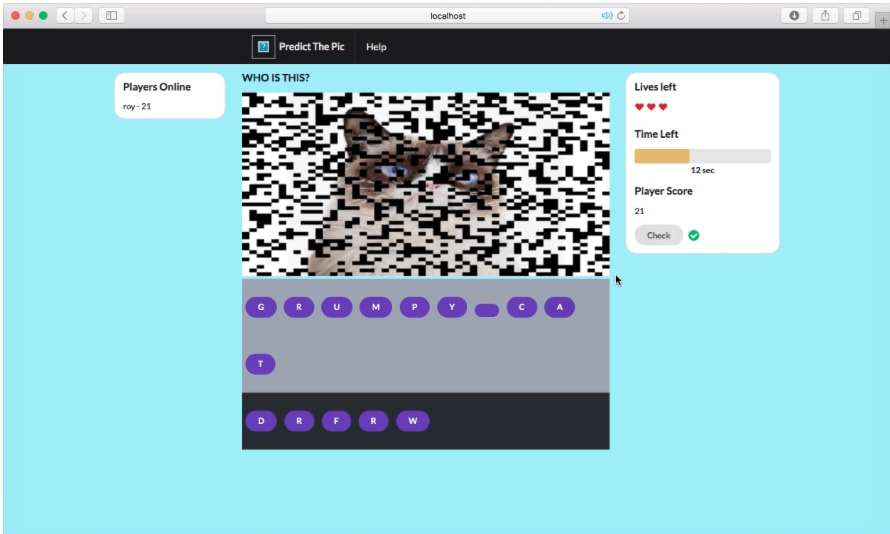 localhost
Predict The Pic Help
Players Online
roy - 21
WHO IS THIS?
G R U M P Y C A
T
D R F R W
Lives left
Time Left
12 sec
Player Score
21
Check